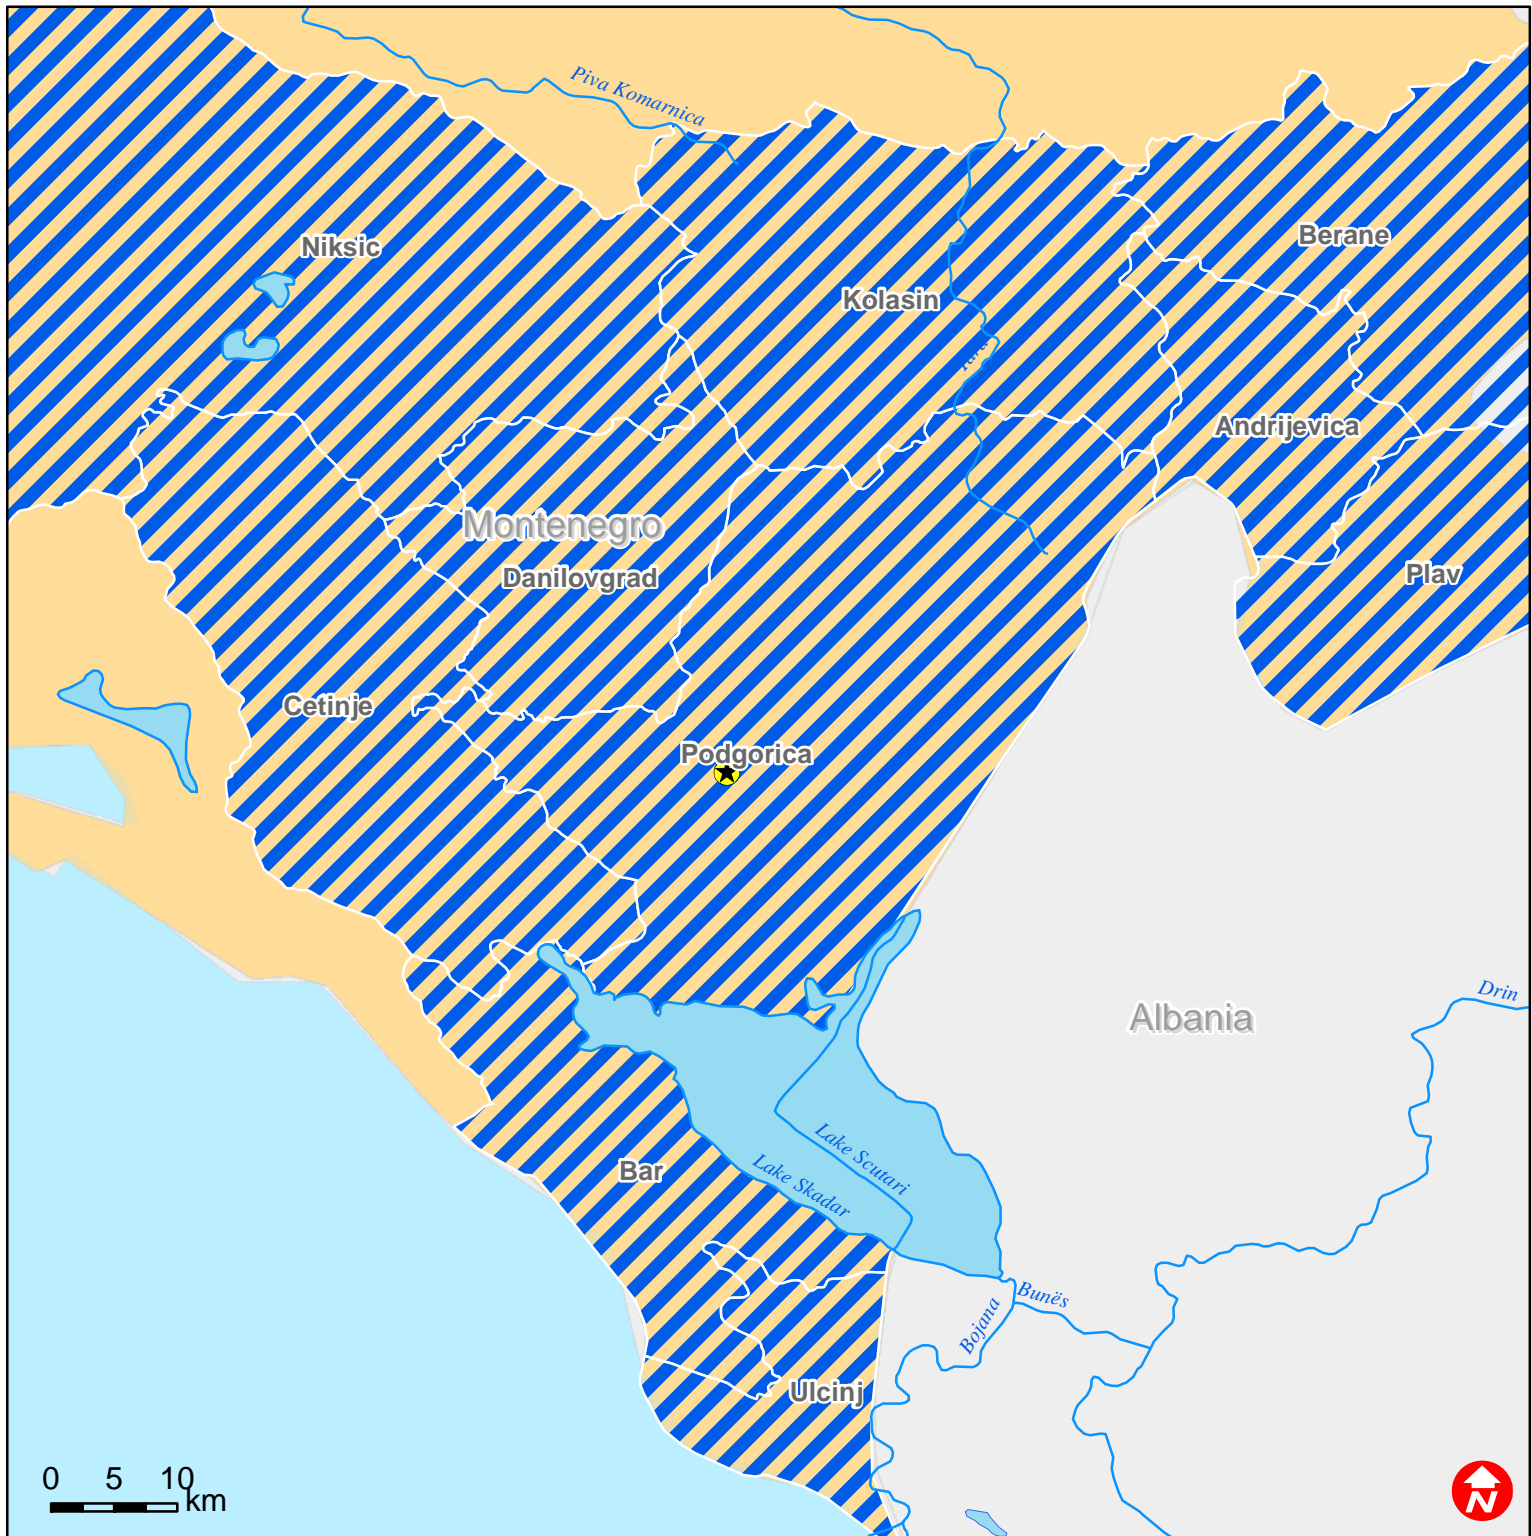 Piva Komarnica
Niksic
Berane
Kolasin
Andrijevica
Montenegro
Danilovgrad
Plav
Cetinje
Podgorica
Drin
Albania
Lake Scutari
Lake Skadar
Bar
Bunës
Bojana
Ulcinj
0 5 10
km
N